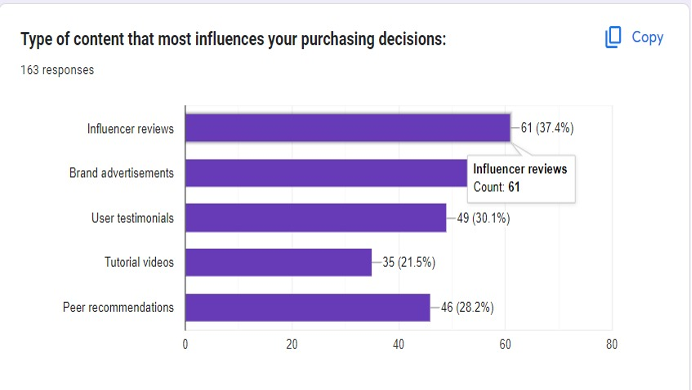 Type of content that most influences your purchasing decisions:
Copy
163 responses
Influencer reviews
61 (37.4%)
Brand advertisements
Influencer reviews
Count: 61
User testimonials
49 (30.1%)
Tutorial videos
35 (21.5%)
Peer recommendations
46 (28.2%)
0 20 40 60 80